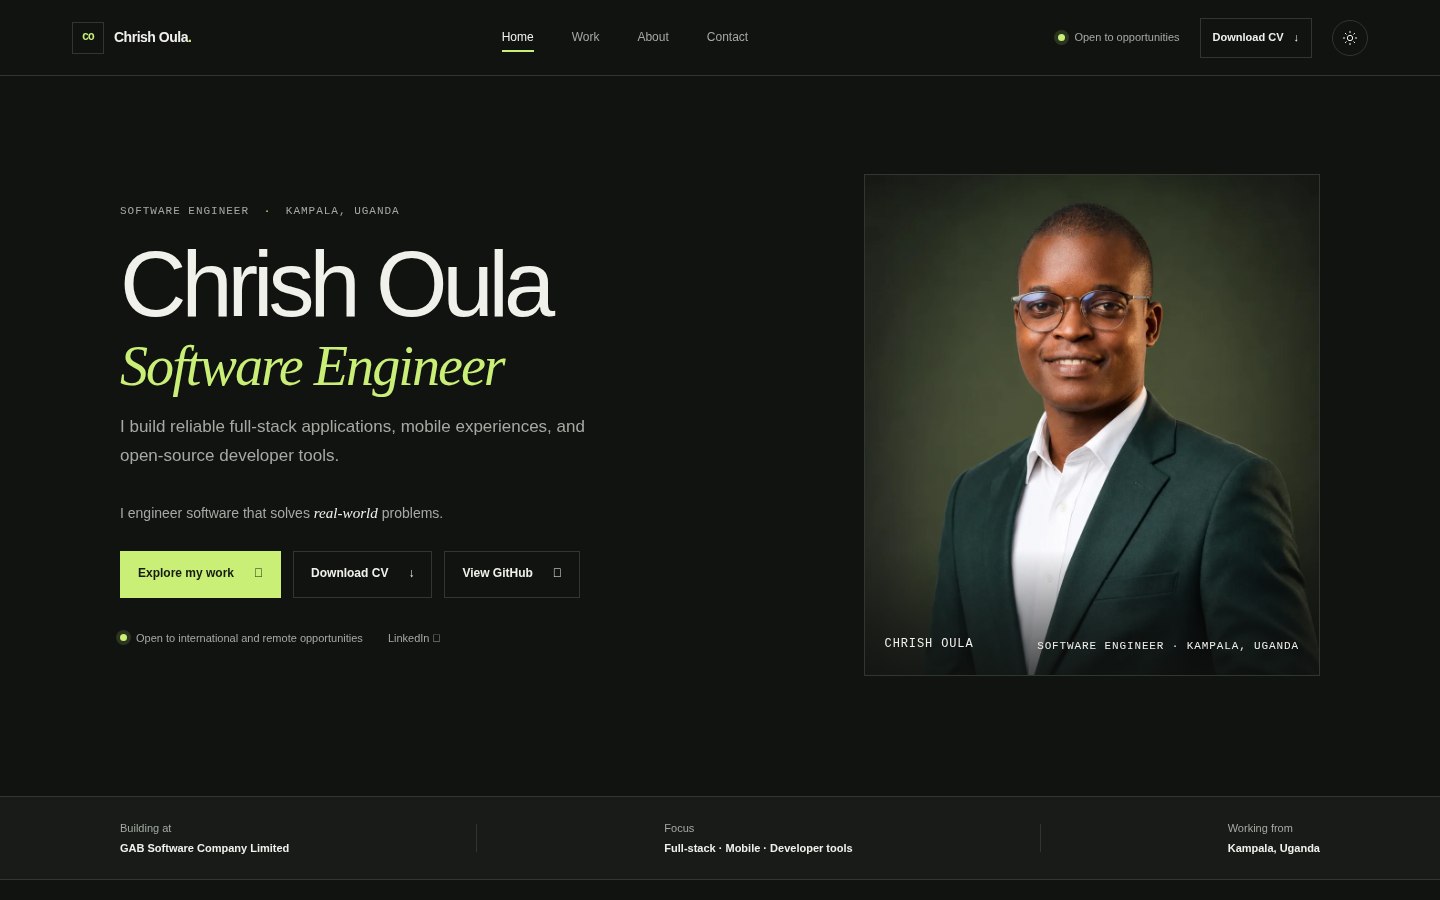 co
Chrish Oula.
Home
Work
About
Contact
Open to opportunities
Download CV ↓
SOFTWARE ENGINEER · KAMPALA, UGANDA
Chrish Oula
Software Engineer
I build reliable full-stack applications, mobile experiences, and
open-source developer tools.
I engineer software that solves real-world problems.
Explore my work
Download CV ↓
View GitHub
Open to international and remote opportunities
LinkedIn
CHRISH OULA
SOFTWARE ENGINEER · KAMPALA, UGANDA
Building at
GAB Software Company Limited
Focus
Full-stack · Mobile · Developer tools
Working from
Kampala, Uganda